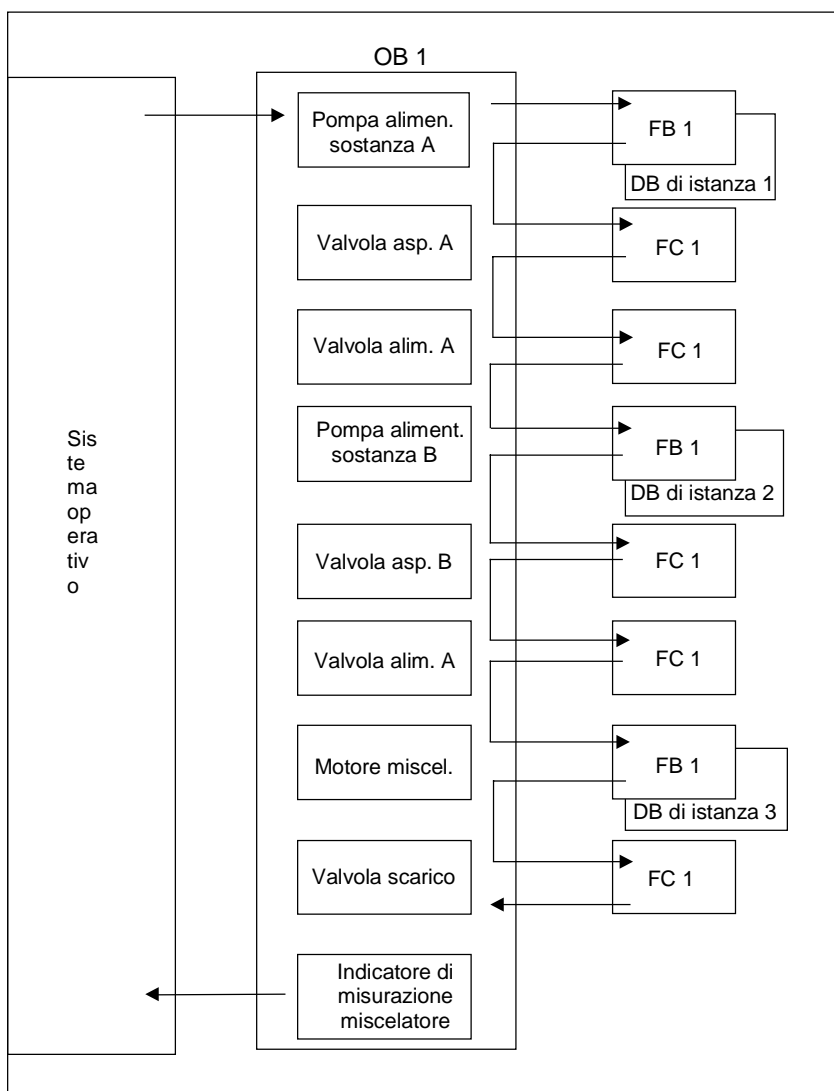 OB 1
Pompa alimen.
sostanza A
FB 1
DB di istanza 1
Valvola asp. A
FC 1
Valvola alim. A
FC 1
Sis
te
ma
op
era
tiv
o
Pompa aliment.
sostanza B
FB 1
DB di istanza 2
Valvola asp. B
FC 1
Valvola alim. A
FC 1
Motore miscel.
FB 1
DB di istanza 3
Valvola scarico
FC 1
Indicatore di
misurazione
miscelatore